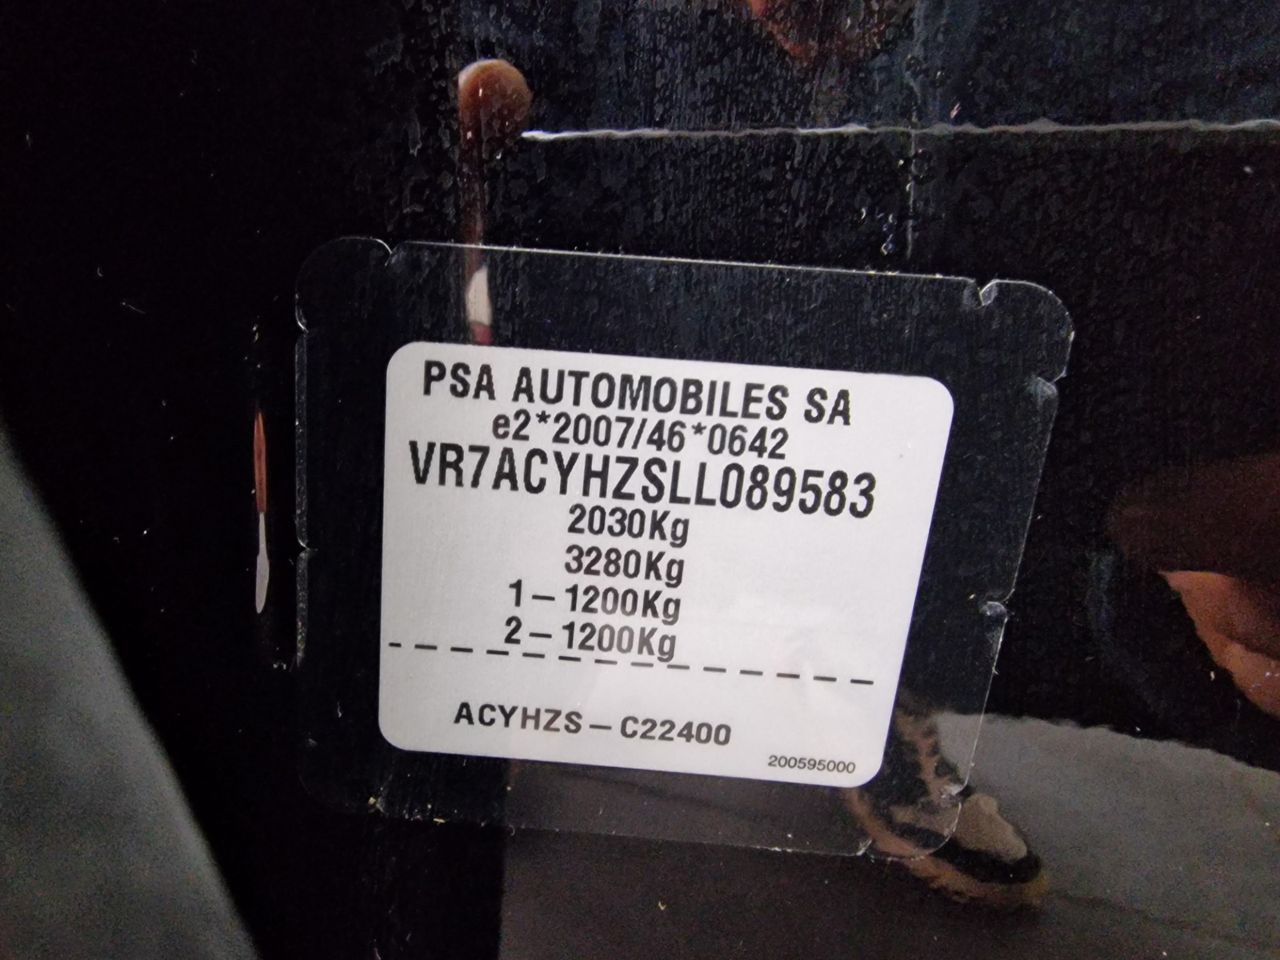 PSA AUTOMOBILES SA
e2*2007/46*0642
VR7ACYHZSLL089583
2030Kg
3280Kg
1-1200Kg
2-1200Kg
ACYHZS-C22400
200595000